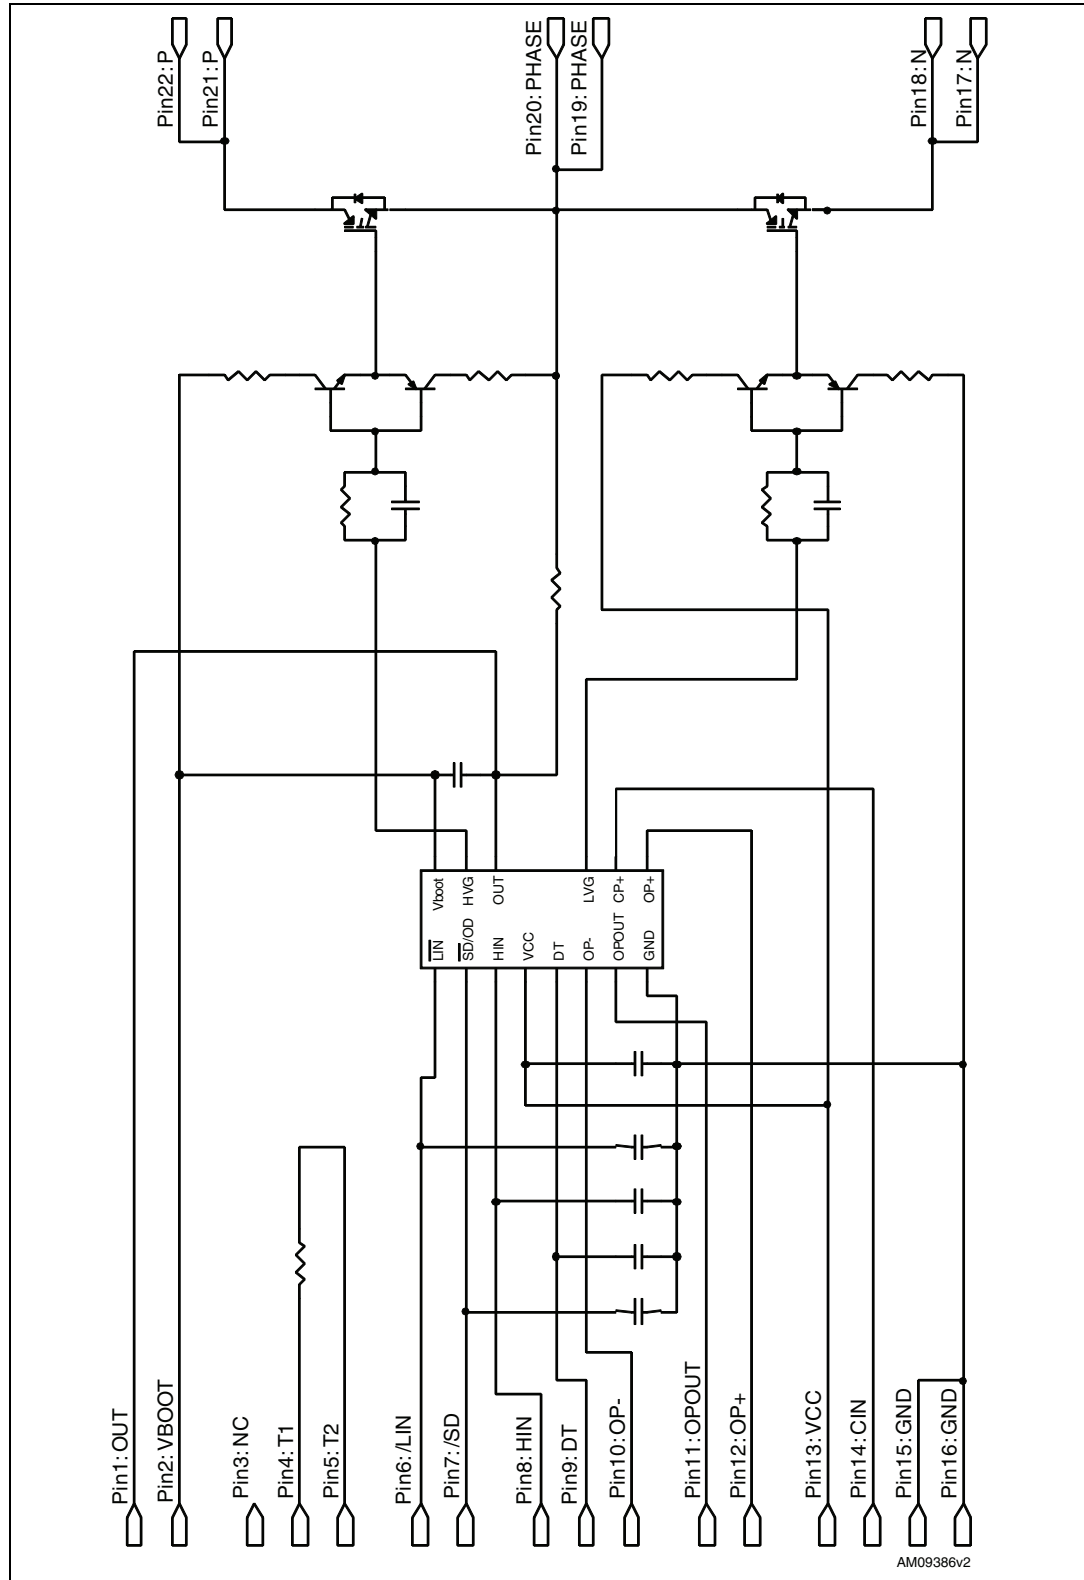 Pin22: P
Pin21: P
Pin20: PHASE
Pin19: PHASE
Pin18: N
Pin17: N
Vboot
HVG
OUT
LVG
CP+
OP+
LIN
SD/OD
HIN
VCC
DT
OP-
OPOUT
GND
Pin1: OUT
Pin2: VBOOT
Pin3: NC
Pin4: T1
Pin5: T2
Pin6: /LIN
Pin7: /SD
Pin8: HIN
Pin9: DT
Pin10: OP-
Pin11: OPOUT
Pin12: OP+
Pin13: VCC
Pin14: CIN
Pin15: GND
Pin16: GND
AM09386v2